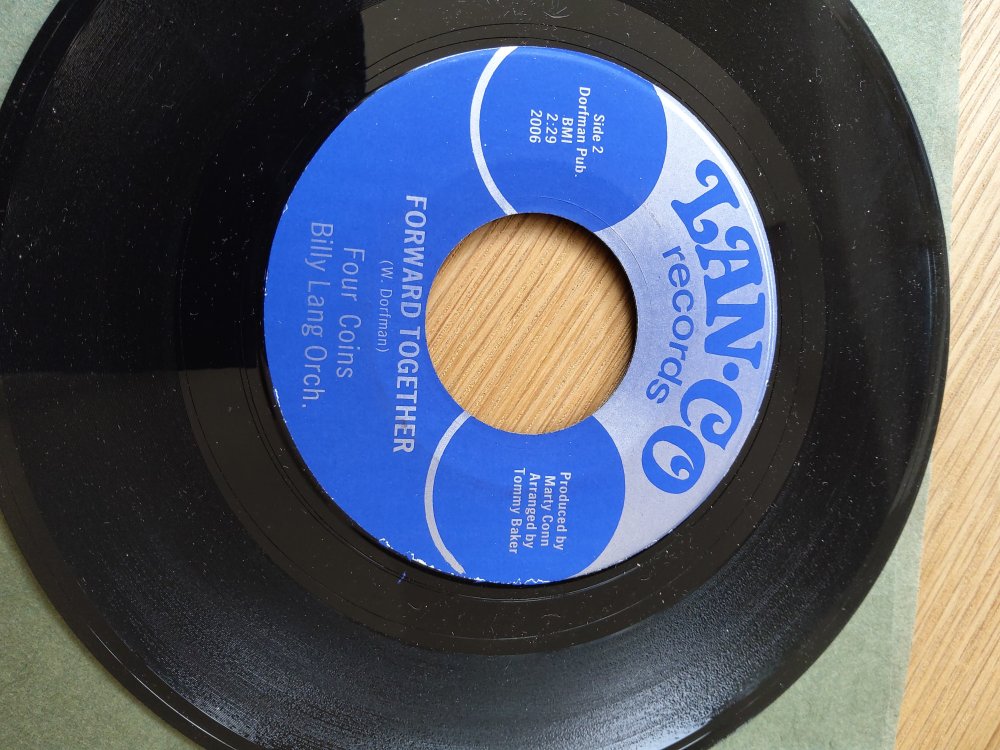 LAN·CO
records
Side 2
Dorfman Pub.
BMI
2:29
2006
Produced by
Marty Conn
Arranged by
Tommy Baker
FORWARD TOGETHER
(W. Dorfman)
Four Coins
Billy Lang Orch.